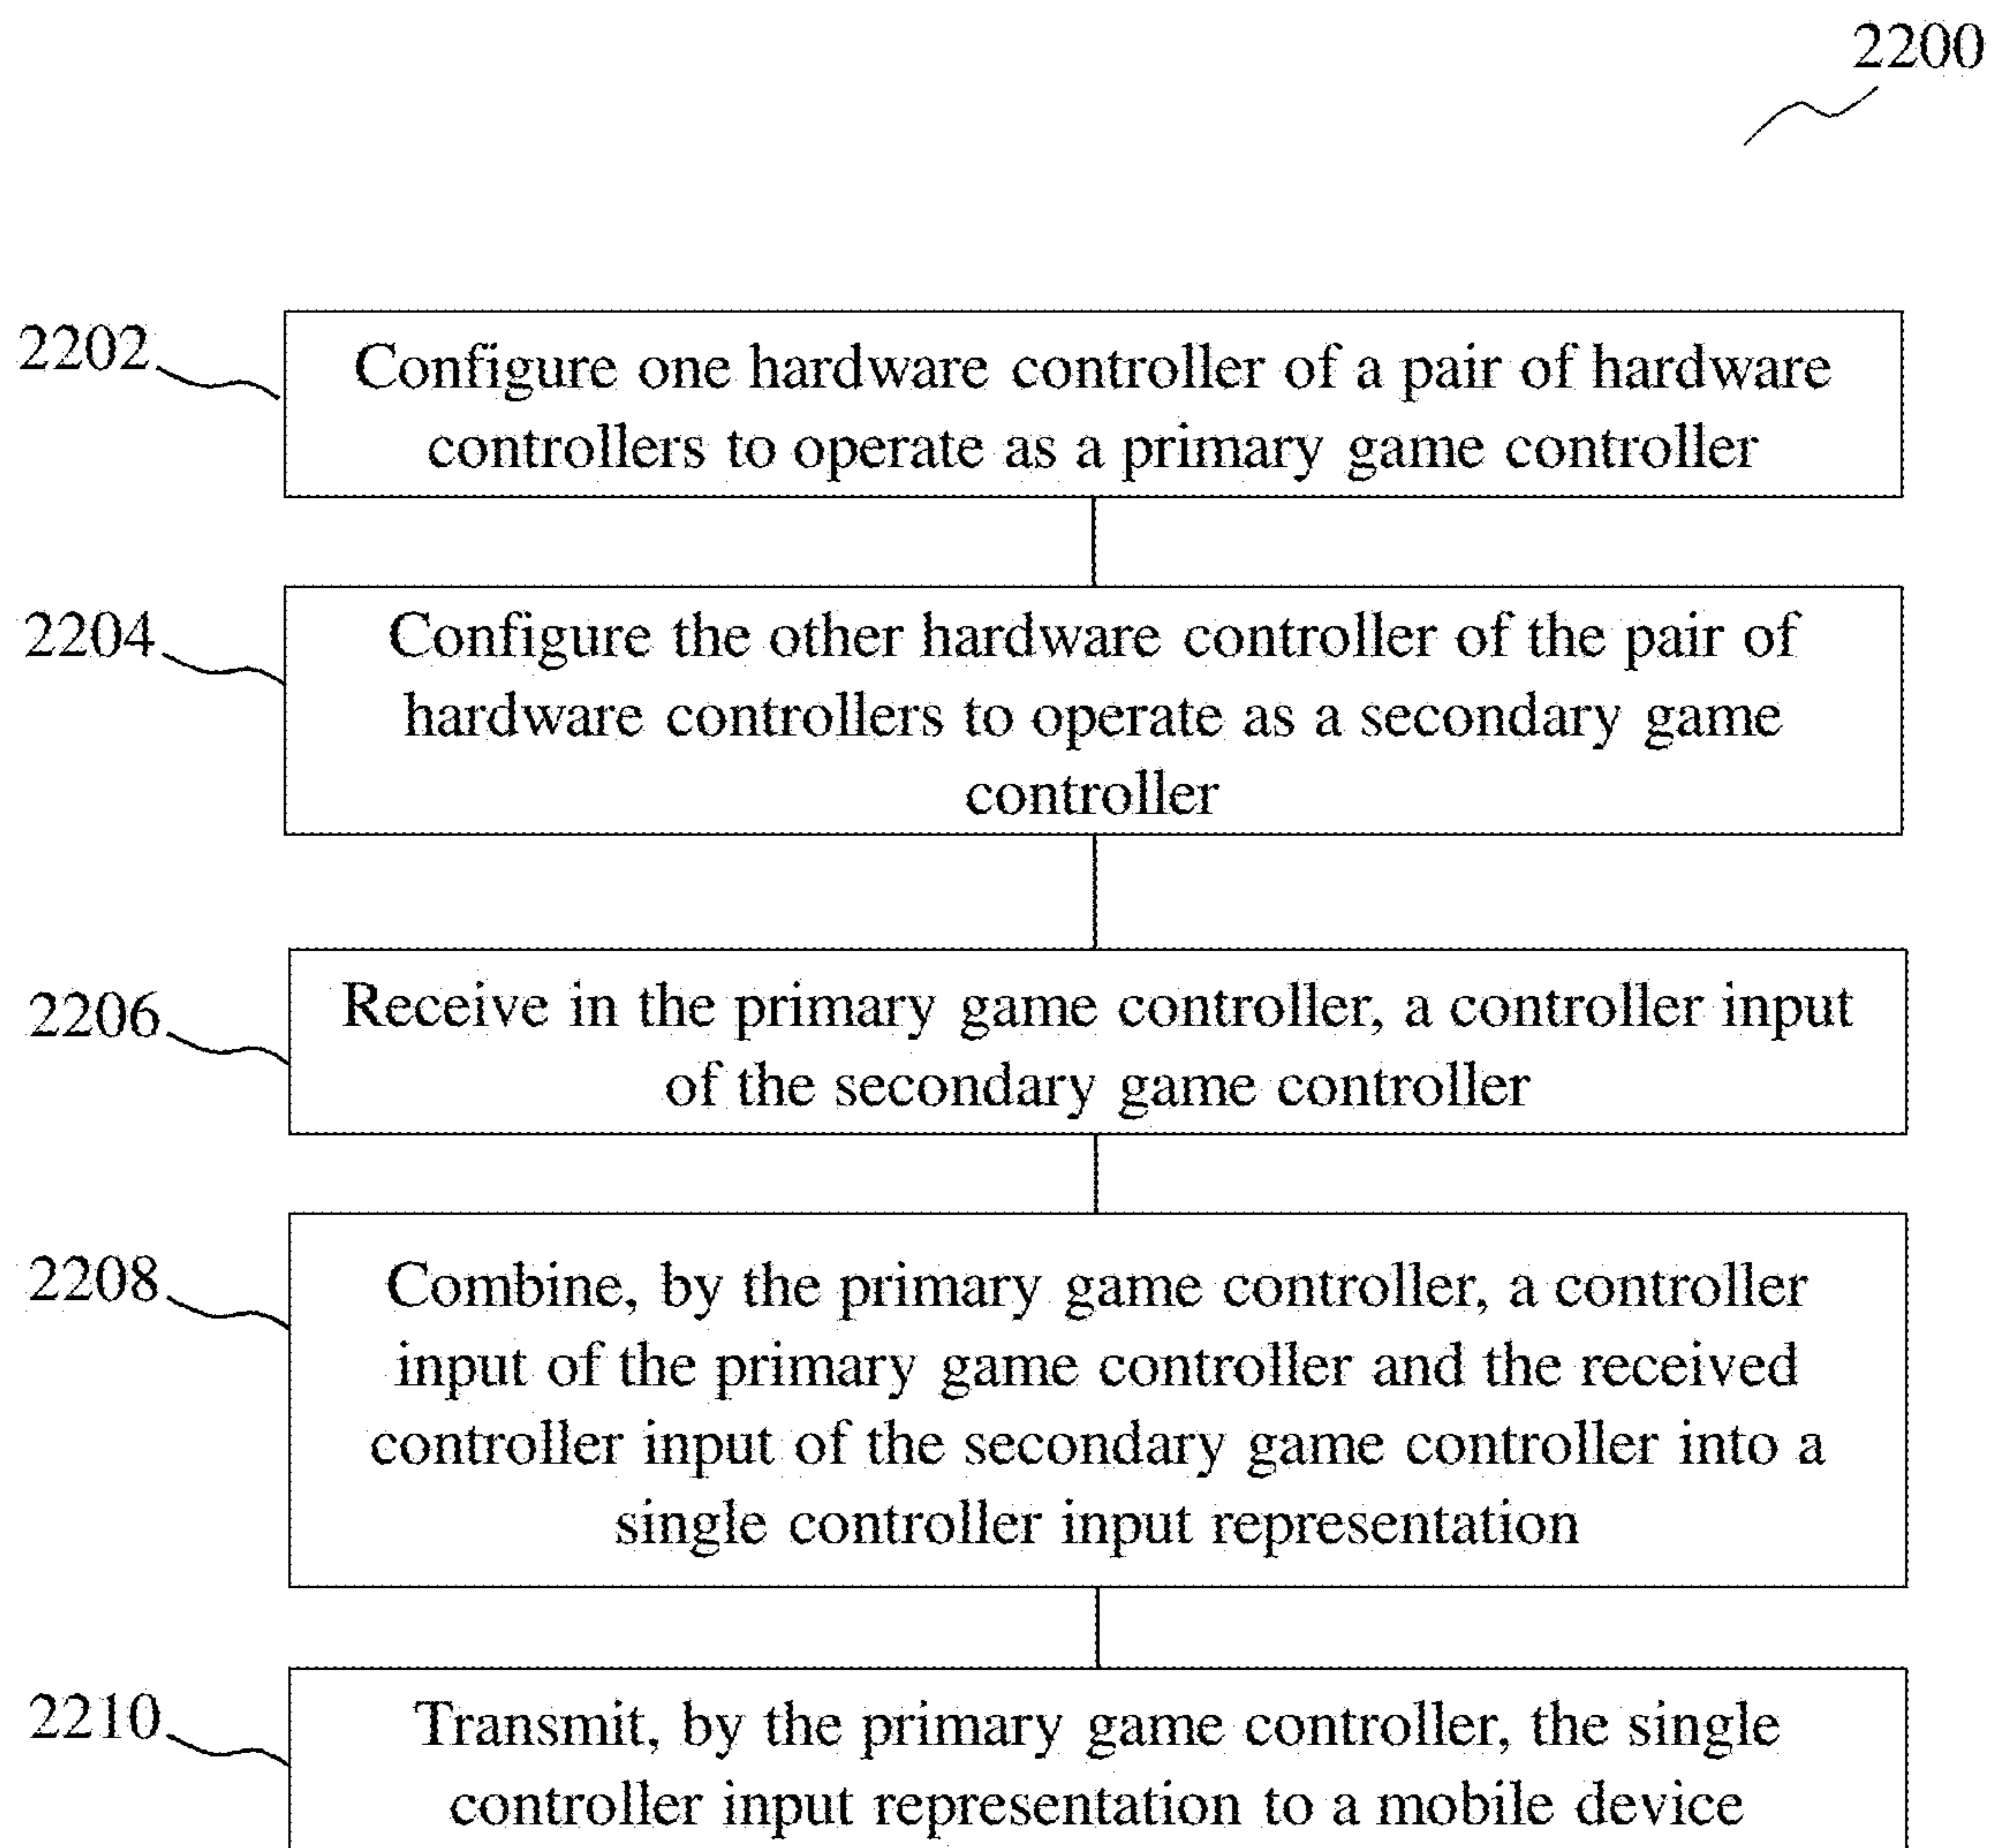 2200
2202
Configure one hardware controller of a pair of hardware
controllers to operate as a primary game controller
2204
Configure the other hardware controller of the pair of
hardware controllers to operate as a secondary game
controller
2206
Receive in the primary game controller, a controller input
of the secondary game controller
2208
Combine, by the primary game controller, a controller
input of the primary game controller and the received
controller input of the secondary game controller into a
single controller input representation
2210
Transmit, by the primary game controller, the single
controller input representation to a mobile device